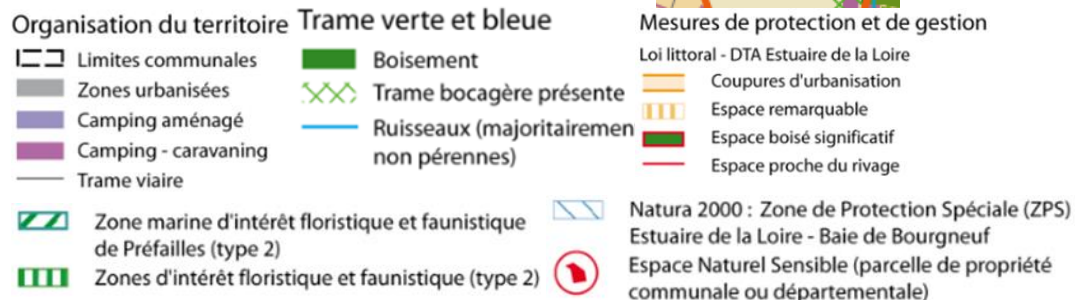 Organisation du territoire
Limites communales
Zones urbanisées
Camping aménagé
Camping - caravaning
Trame viaire
Trame verte et bleue
Boisement
Trame bocagère présente
Ruisseaux (majoritairemen
non pérennes)
Mesures de protection et de gestion
Loi littoral - DTA Estuaire de la Loire
Coupures d'urbanisation
Espace remarquable
Espace boisé significatif
Espace proche du rivage
Zone marine d'intérêt floristique et faunistique
de Préfailles (type 2)
Zones d'intérêt floristique et faunistique (type 2)
Natura 2000 : Zone de Protection Spéciale (ZPS)
Estuaire de la Loire - Baie de Bourgneuf
Espace Naturel Sensible (parcelle de propriété
communale ou départementale)